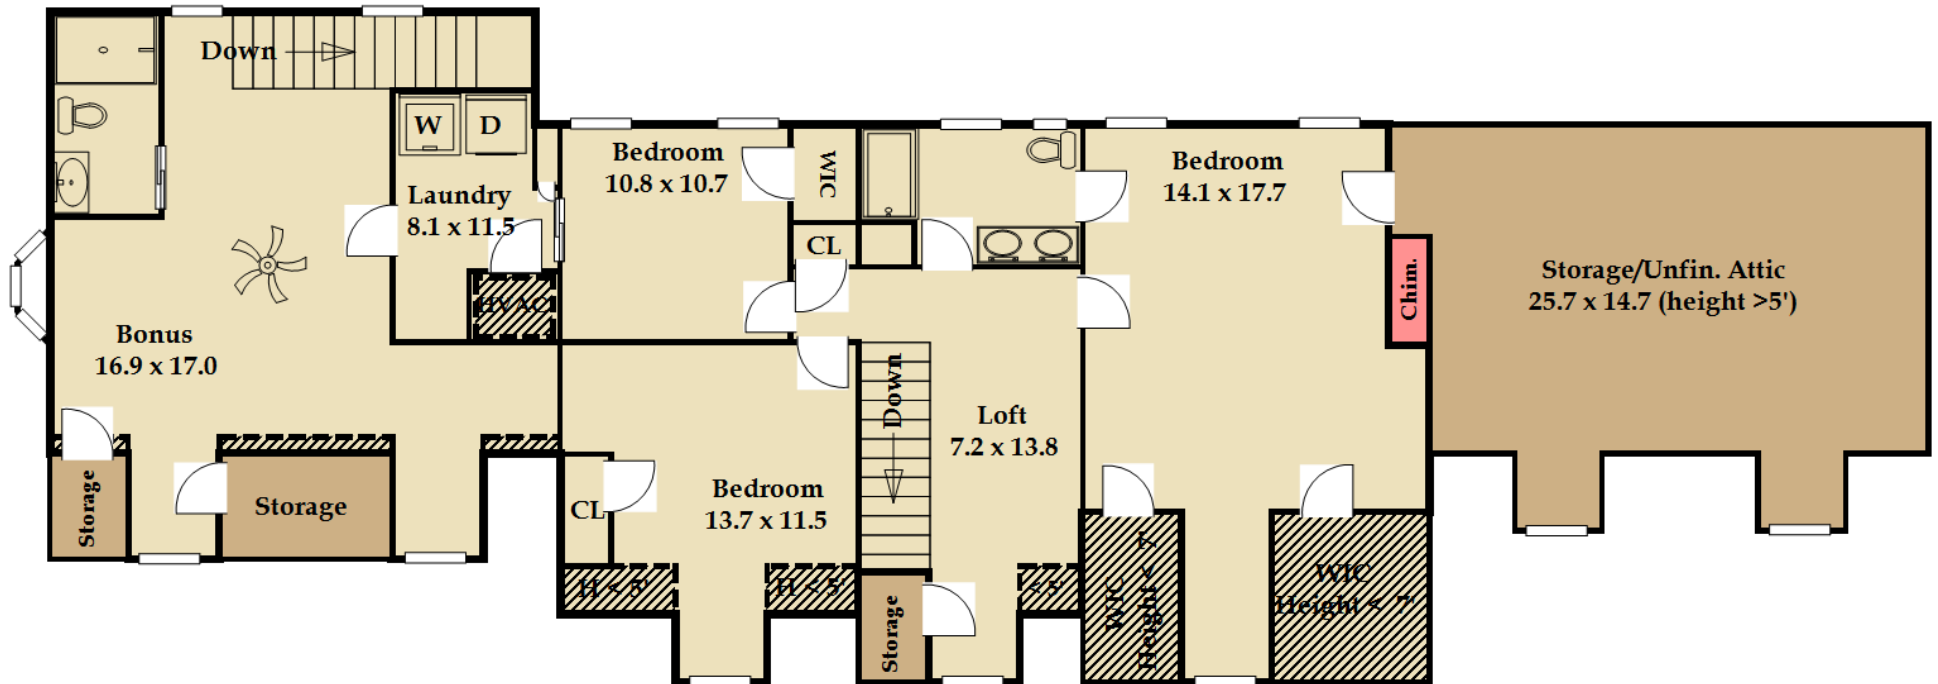 Down
W
D
Laundry
8.1 x 11.5
HVAC
Bonus
16.9 x 17.0
Storage
Storage
Bedroom
10.8 x 10.7
WIC
CL
Bedroom
14.1 x 17.7
Chim.
Storage/Unfin. Attic
25.7 x 14.7 (height >5')
Down
Loft
7.2 x 13.8
CL
Bedroom
13.7 x 11.5
H < 5'
H < 5'
Storage
< 5'
WIC
Height < 7'
WIC
Height < 7'